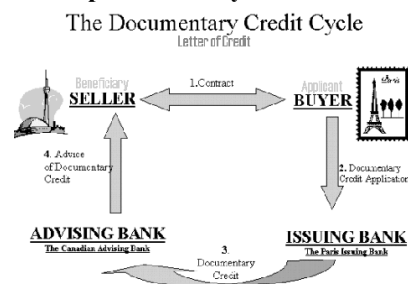 The Documentary Credit Cycle
Letter of Credit
Beneficiary
SELLER
1.Contract
Applicant
BUYER
Paris
4. Advice
of Documentary
Credit
2. Documentary
Credit Application
ADVISING BANK
The Canadian Advising Bank
3.
Documentary
Credit
ISSUING BANK
The Paris Issuing Bank